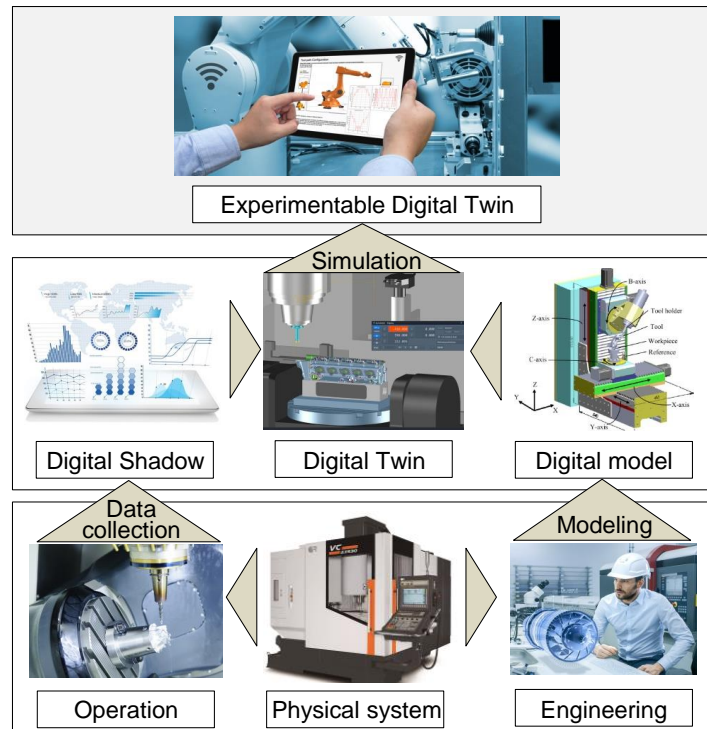 Experimentable Digital Twin
Simulation
B-axis
Z-axis
Tool holder
Tool
Workpiece
C-axis
Reference
Z
Y
X
X-axis
Y-axis
Digital Shadow
Digital Twin
Digital model
Data
collection
Modeling
VC
Operation
Physical system
Engineering